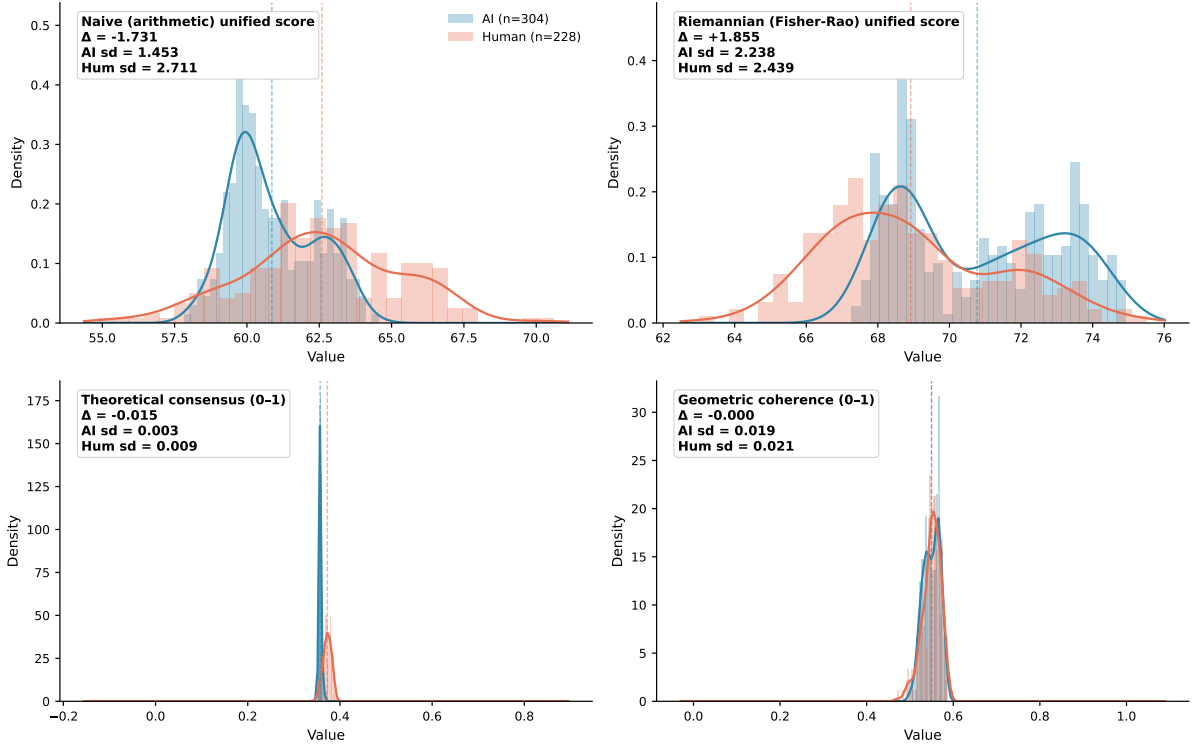 Naive (arithmetic) unified score
Δ = -1.731
AI sd = 1.453
Hum sd = 2.711
AI (n=304)
Human (n=228)
0.5
0.4
0.3
0.2
0.1
0.0
Density
55.0 57.5 60.0 62.5 65.0 67.5 70.0
Value
Riemannian (Fisher-Rao) unified score
Δ = +1.855
AI sd = 2.238
Hum sd = 2.439
0.4
0.3
0.2
0.1
0.0
Density
62 64 66 68 70 72 74 76
Value
Theoretical consensus (0–1)
Δ = -0.015
AI sd = 0.003
Hum sd = 0.009
175
150
125
100
75
50
25
0
Density
−0.2 0.0 0.2 0.4 0.6 0.8
Value
Geometric coherence (0–1)
Δ = -0.000
AI sd = 0.019
Hum sd = 0.021
30
25
20
15
10
5
0
Density
0.0 0.2 0.4 0.6 0.8 1.0
Value